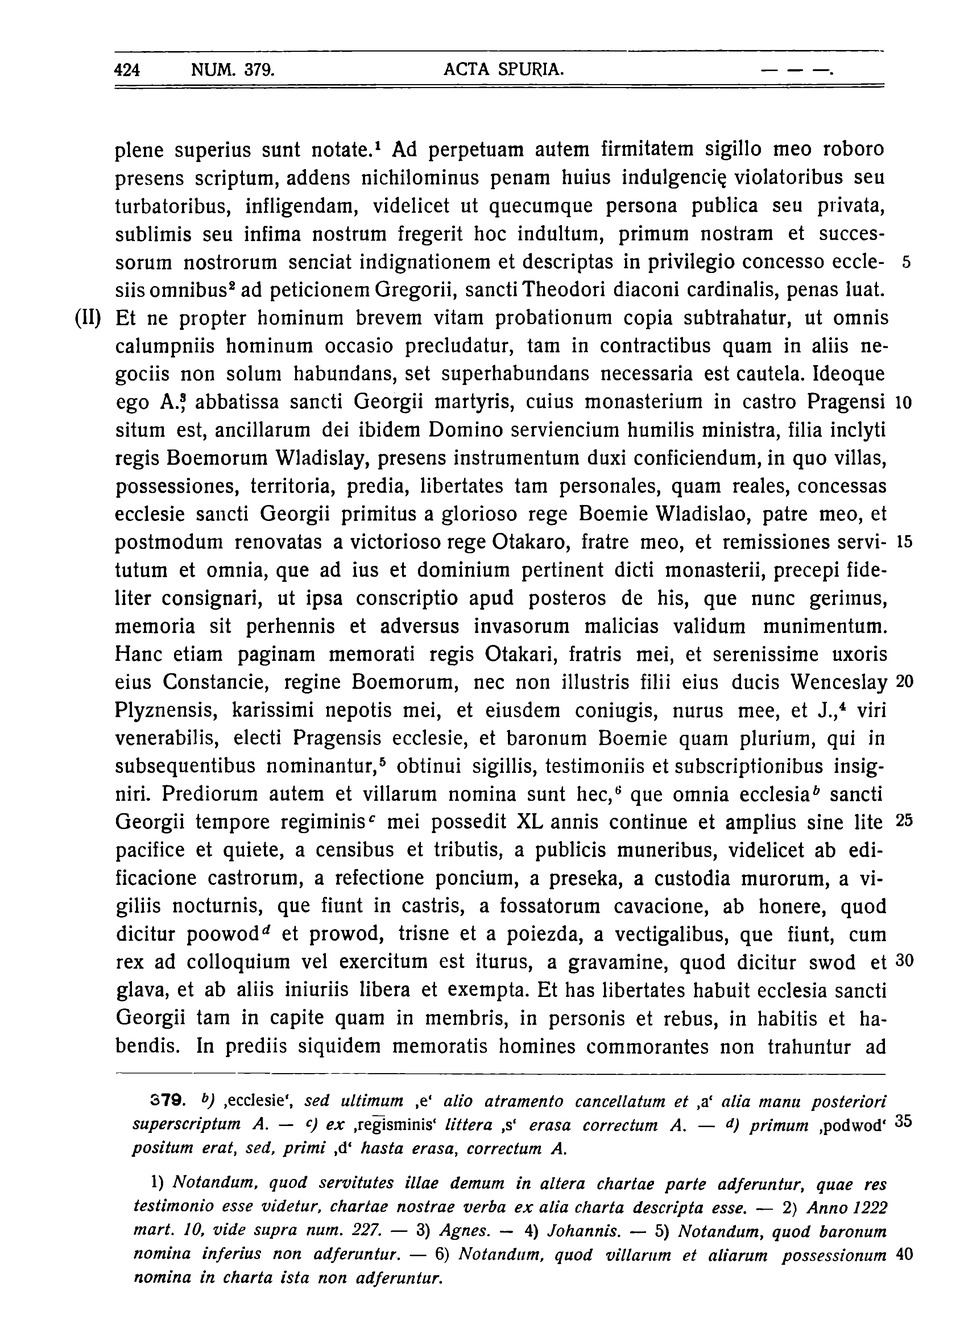 424 NUM. 379. ACTA SPURIA. — — —.
plene superius sunt notate.¹ Ad perpetuam autem firmitatem sigillo meo roboro
presens scriptum, addens nichilominus penam huius indulgencię violatoribus seu
turbatoribus, infligendam, videlicet ut quecumque persona publica seu privata,
sublimis seu infima nostrum fregerit hoc indultum, primum nostram et succes-
sorum nostrorum senciat indignationem et descriptas in privilegio concesso eccle- 5
siis omnibus² ad peticionem Gregorii, sancti Theodori diaconi cardinalis, penas luat.
(II) Et ne propter hominum brevem vitam probationum copia subtrahatur, ut omnis
calumpniis hominum occasio precludatur, tam in contractibus quam in aliis ne-
gociis non solum habundans, set superhabundans necessaria est cautela. Ideoque
ego A.,³ abbatissa sancti Georgii martyris, cuius monasterium in castro Pragensi 10
situm est, ancillarum dei ibidem Domino serviencium humilis ministra, filia inclyti
regis Boemorum Wladislay, presens instrumentum duxi conficiendum, in quo villas,
possessiones, territoria, predia, libertates tam personales, quam reales, concessas
ecclesie sancti Georgii primitus a glorioso rege Boemie Wladislao, patre meo, et
postmodum renovatas a victorioso rege Otakaro, fratre meo, et remissiones servi- 15
tutum et omnia, que ad ius et dominium pertinent dicti monasterii, precepi fide-
liter consignari, ut ipsa conscriptio apud posteros de his, que nunc gerimus,
memoria sit perhennis et adversus invasorum malicias validum munimentum.
Hanc etiam paginam memorati regis Otakari, fratris mei, et serenissime uxoris
eius Constancie, regine Boemorum, nec non illustris filii eius ducis Wenceslay 20
Plyznensis, karissimi nepotis mei, et eiusdem coniugis, nurus mee, et J.,⁴ viri
venerabilis, electi Pragensis ecclesie, et baronum Boemie quam plurium, qui in
subsequentibus nominantur,⁵ obtinui sigillis, testimoniis et subscriptionibus insig-
niri. Prediorum autem et villarum nomina sunt hec,⁶ que omnia ecclesiaᵇ sancti
Georgii tempore regiminisᶜ mei possedit XL annis continue et amplius sine lite 25
pacifice et quiete, a censibus et tributis, a publicis muneribus, videlicet ab edi-
ficacione castrorum, a refectione poncium, a preseka, a custodia murorum, a vi-
giliis nocturnis, que fiunt in castris, a fossatorum cavacione, ab honere, quod
dicitur poowodᵈ et prowod, trisne et a poiezda, a vectigalibus, que fiunt, cum
rex ad colloquium vel exercitum est iturus, a gravamine, quod dicitur swod et 30
glava, et ab aliis iniuriis libera et exempta. Et has libertates habuit ecclesia sancti
Georgii tam in capite quam in membris, in personis et rebus, in habitis et ha-
bendis. In prediis siquidem memoratis homines commorantes non trahuntur ad
379. b) ‚ecclesie‘, sed ultimum ‚e‘ alio atramento cancellatum et ‚a‘ alia manu posteriori
superscriptum A. — c) ex ‚regisminis‘ littera ‚s‘ erasa correctum A. — d) primum ‚podwod‘ 35
positum erat, sed, primi ‚d‘ hasta erasa, correctum A.
1) Notandum, quod servitutes illae demum in altera chartae parte adferuntur, quae res
testimonio esse videtur, chartae nostrae verba ex alia charta descripta esse. — 2) Anno 1222
mart. 10, vide supra num. 227. — 3) Agnes. — 4) Johannis. — 5) Notandum, quod baronum
nomina inferius non adferuntur. — 6) Notandum, quod villarum et aliarum possessionum 40
nomina in charta ista non adferuntur.